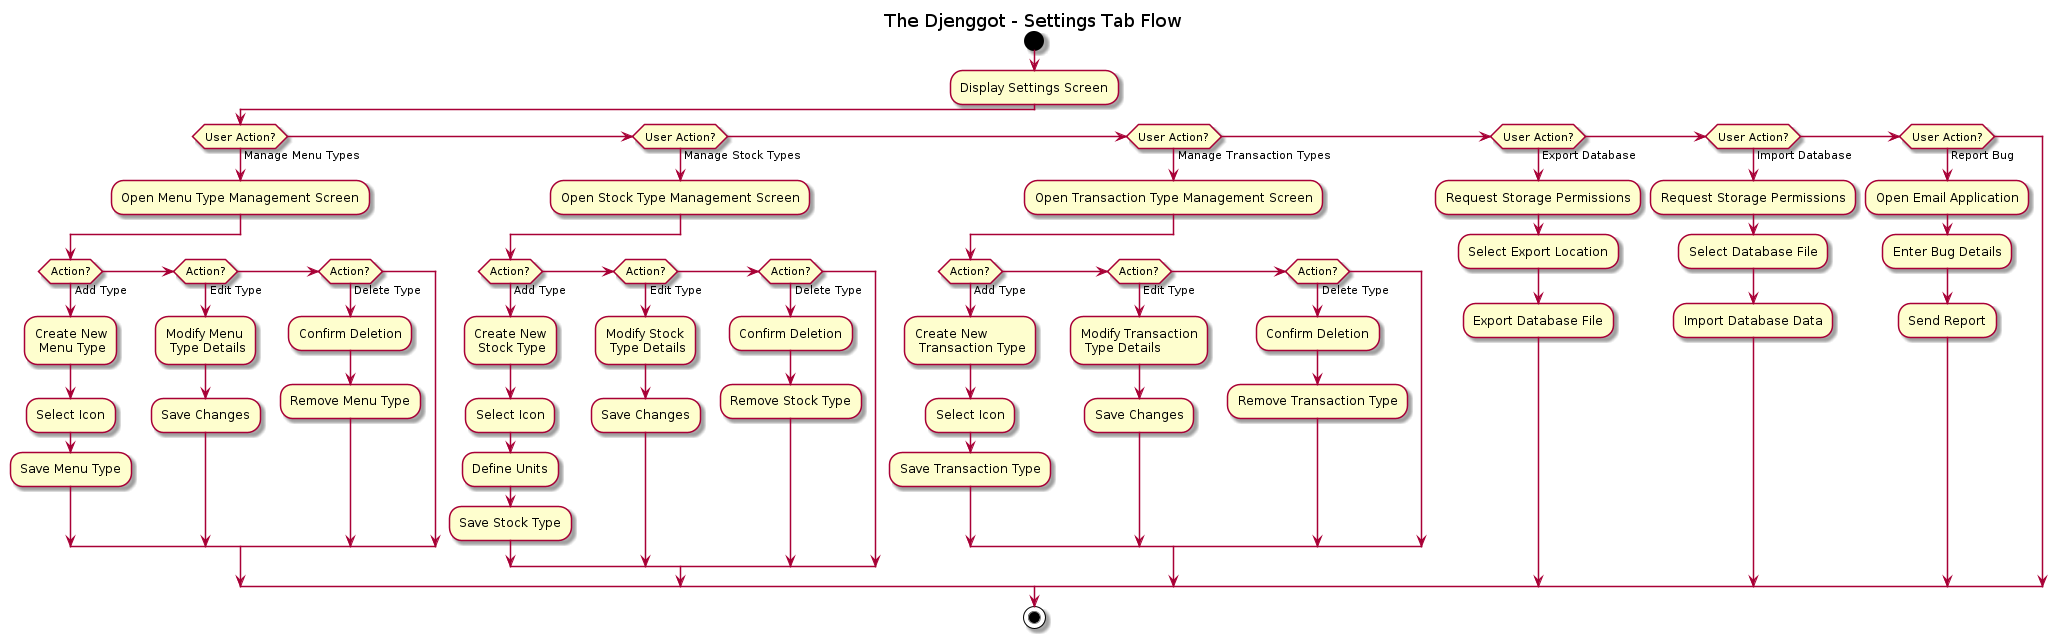 The Djenggot - Settings Tab Flow
Display Settings Screen
User Action?
Manage Menu Types
Open Menu Type Management Screen
Action?
Add Type
Create New
Menu Type
Select Icon
Save Menu Type
Action?
Edit Type
Modify Menu
Type Details
Save Changes
Action?
Delete Type
Confirm Deletion
Remove Menu Type
User Action?
Manage Stock Types
Open Stock Type Management Screen
Action?
Add Type
Create New
Stock Type
Select Icon
Define Units
Save Stock Type
Action?
Edit Type
Modify Stock
Type Details
Save Changes
Action?
Delete Type
Confirm Deletion
Remove Stock Type
User Action?
Manage Transaction Types
Open Transaction Type Management Screen
Action?
Add Type
Create New
Transaction Type
Select Icon
Save Transaction Type
Action?
Edit Type
Modify Transaction
Type Details
Save Changes
Action?
Delete Type
Confirm Deletion
Remove Transaction Type
User Action?
Export Database
Request Storage Permissions
Select Export Location
Export Database File
User Action?
Import Database
Request Storage Permissions
Select Database File
Import Database Data
User Action?
Report Bug
Open Email Application
Enter Bug Details
Send Report